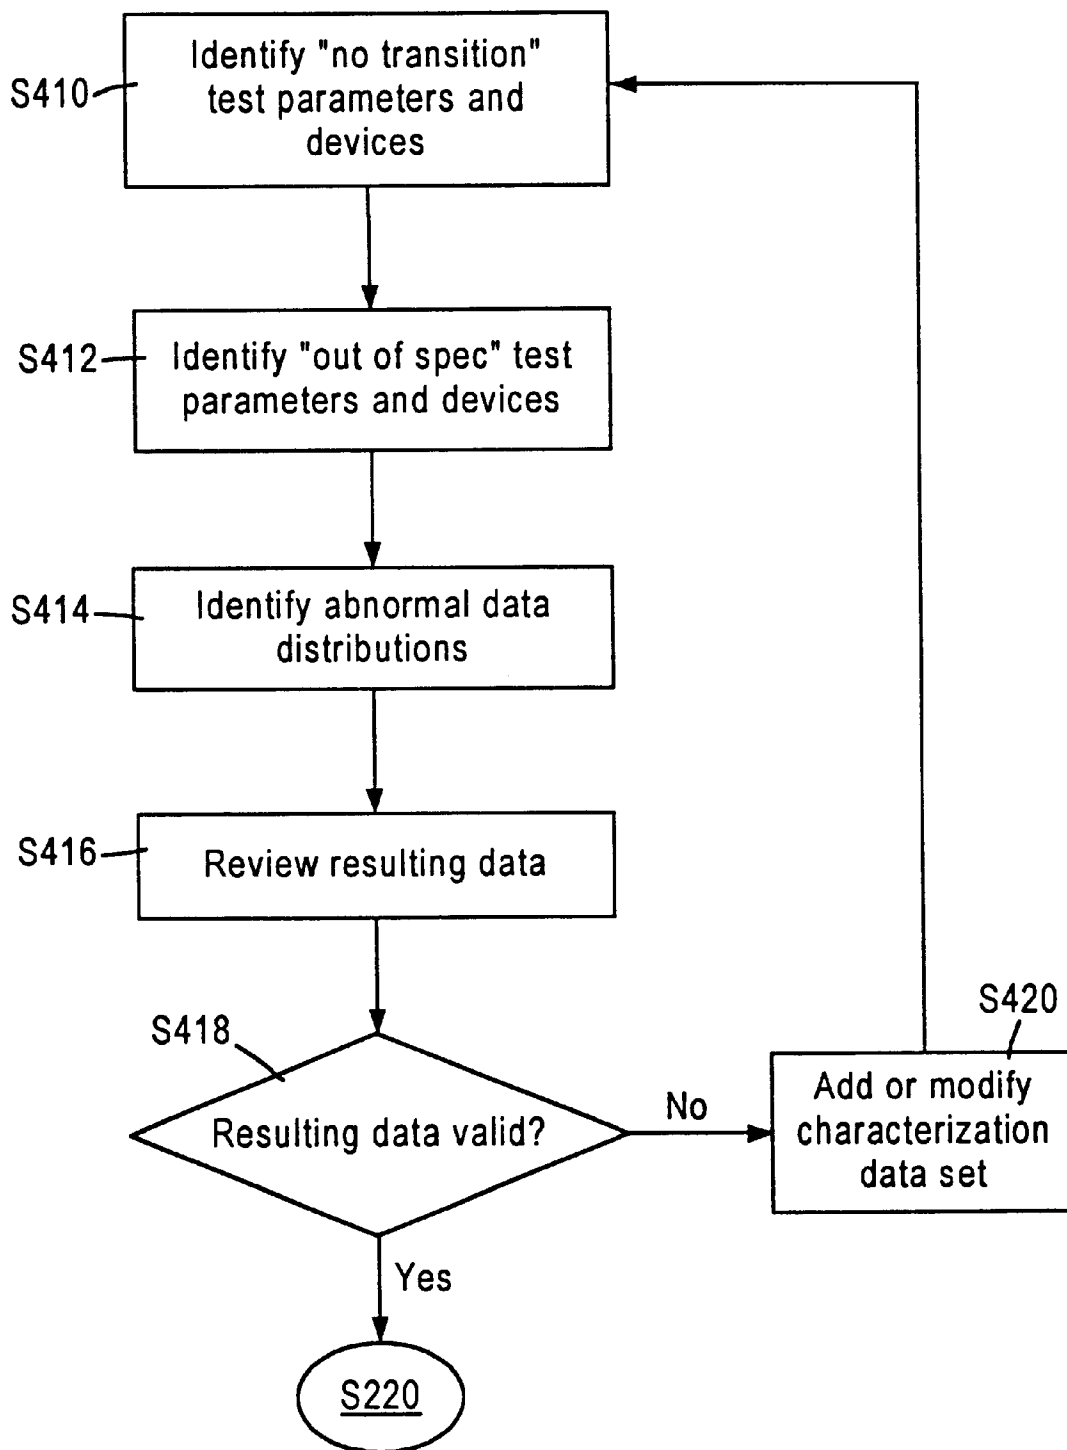 S410
Identify "no transition"
test parameters and
devices
S412
Identify "out of spec" test
parameters and devices
S414
Identify abnormal data
distributions
S416
Review resulting data
S418
Resulting data valid?
No
S420
Add or modify
characterization
data set
Yes
S220